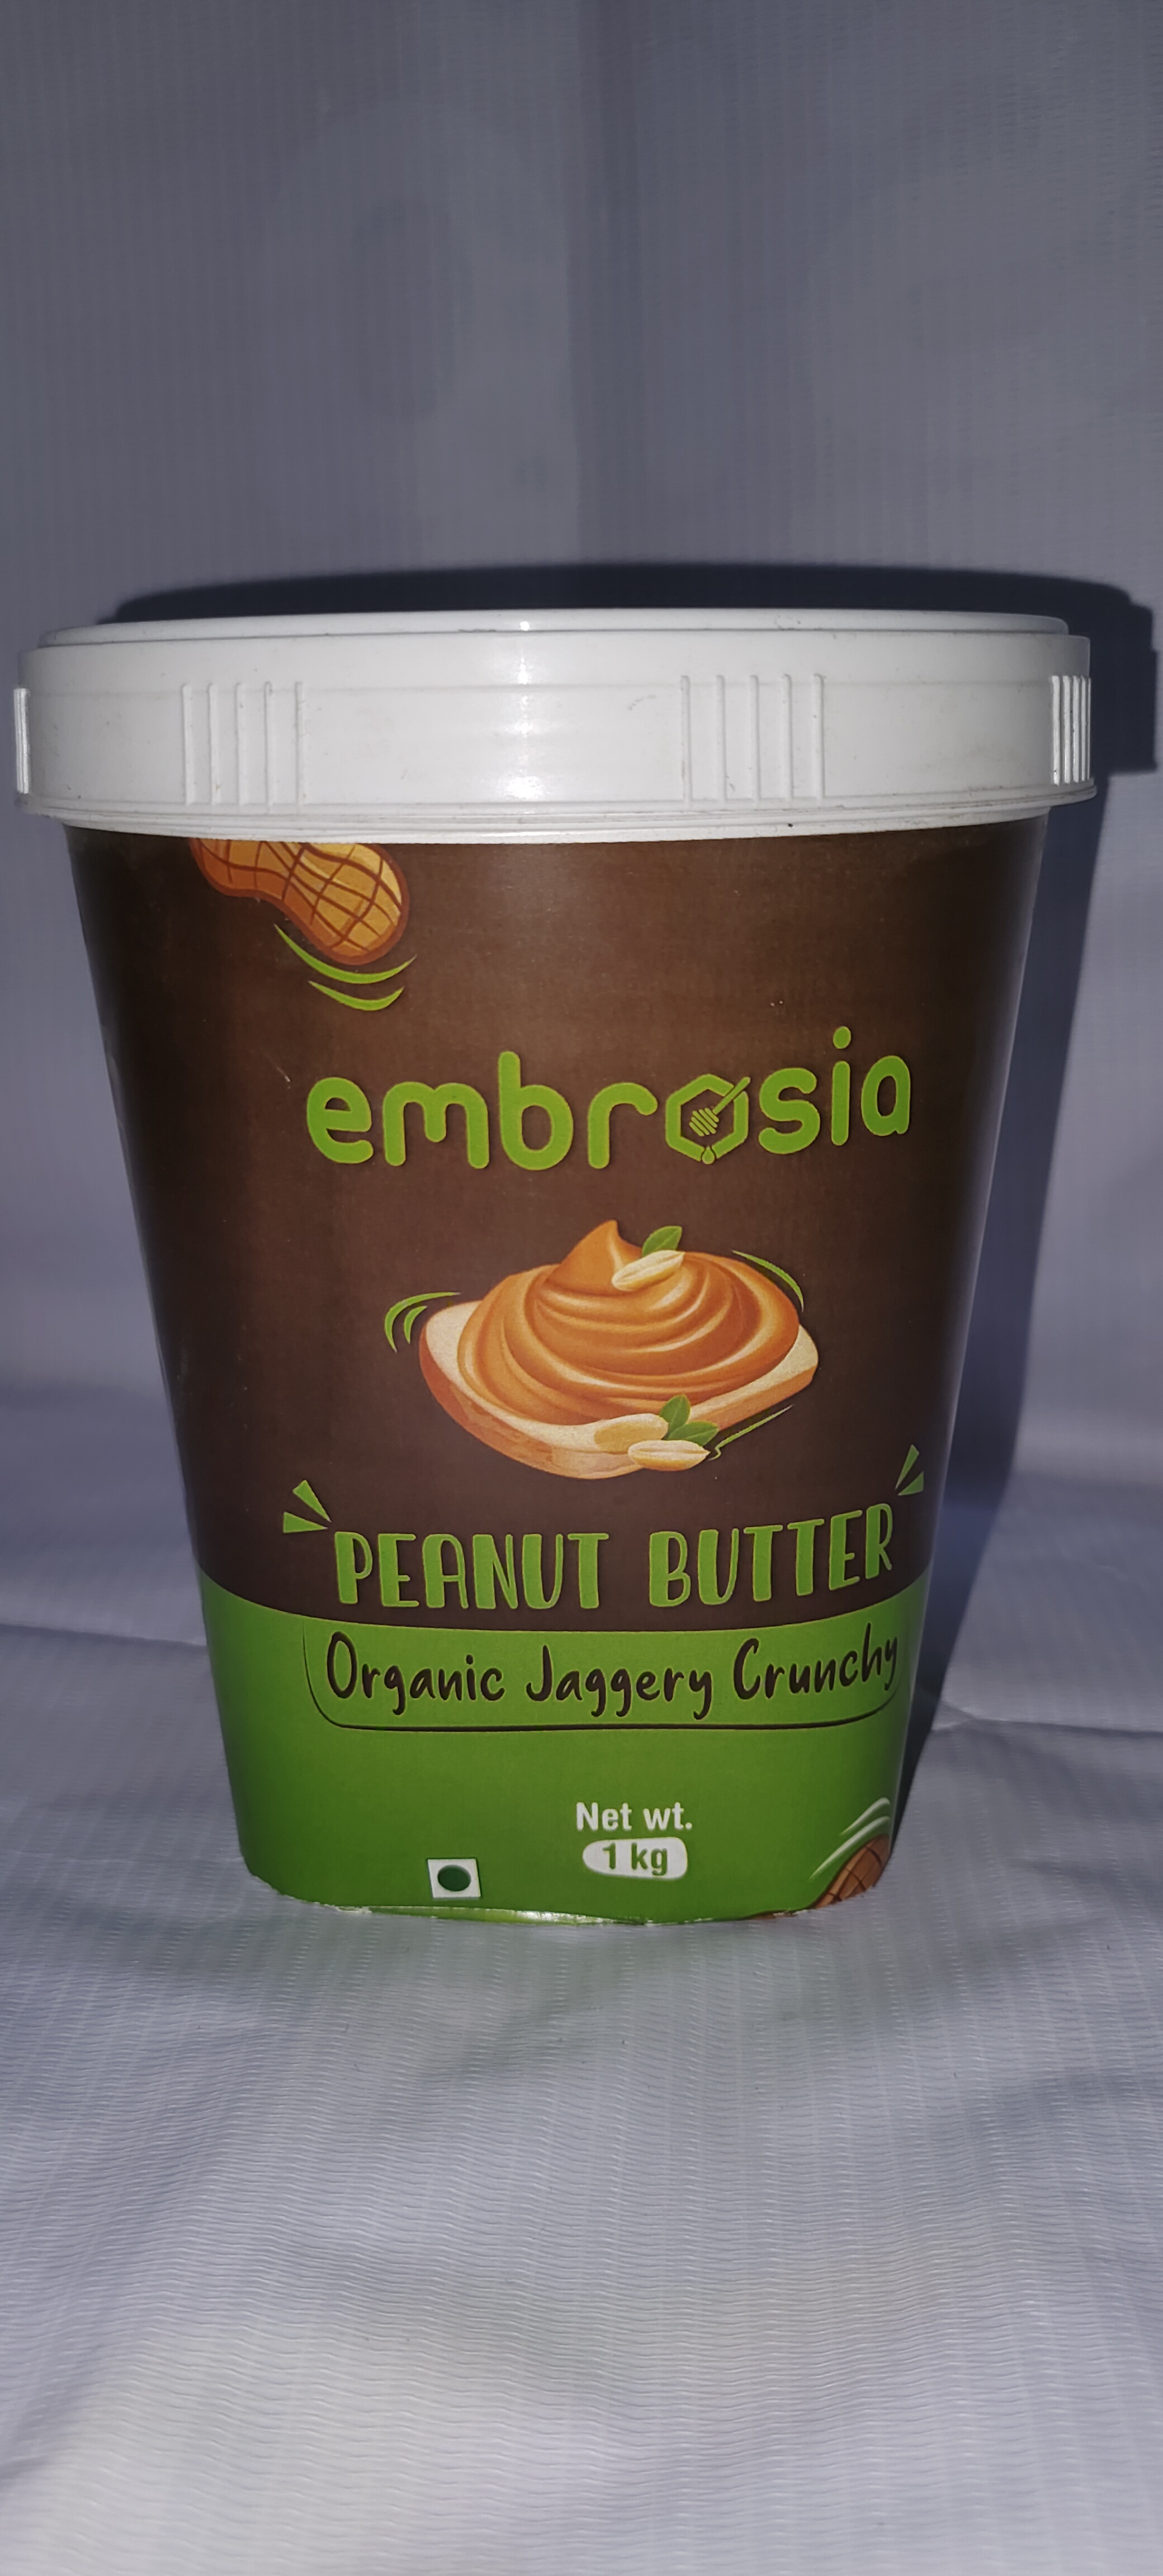 embrosia
PEANUT BUTTER
Organic Jaggery Crunchy
Net wt.
1 kg